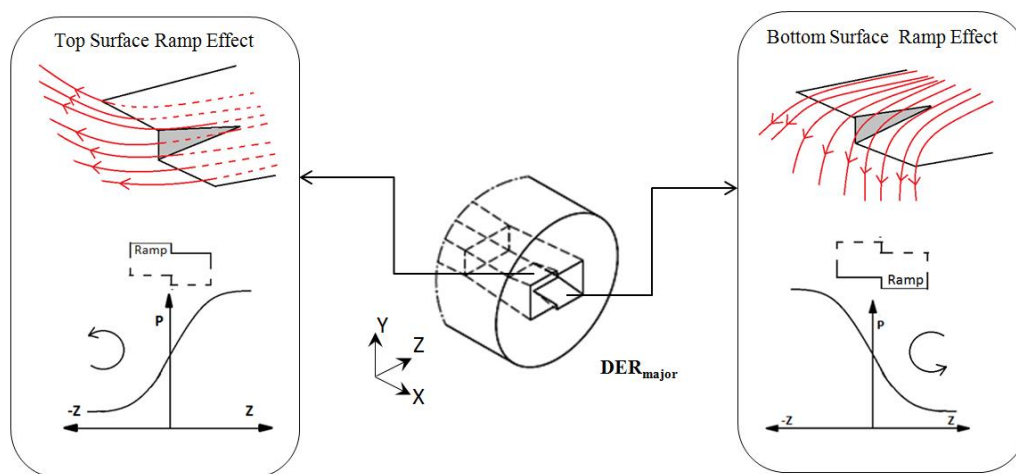 Top Surface Ramp Effect
Ramp
P
-Z
Z
Y
Z
X
DERmajor
Bottom Surface Ramp Effect
Ramp
P
-Z
Z